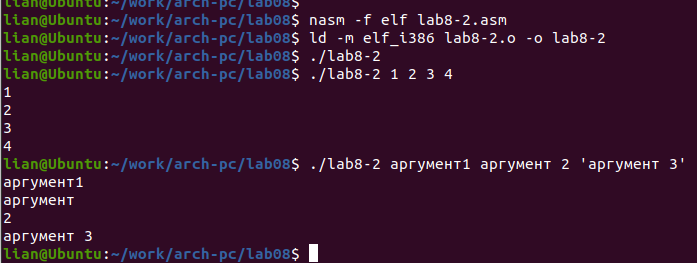 lian@Ubuntu:~/work/arch-pc/lab08$
lian@Ubuntu:~/work/arch-pc/lab08$ nasm -f elf lab8-2.asm
lian@Ubuntu:~/work/arch-pc/lab08$ ld -m elf_i386 lab8-2.o -o lab8-2
lian@Ubuntu:~/work/arch-pc/lab08$ ./lab8-2
lian@Ubuntu:~/work/arch-pc/lab08$ ./lab8-2 1 2 3 4
1
2
3
4
lian@Ubuntu:~/work/arch-pc/lab08$ ./lab8-2 аргумент1 аргумент 2 'аргумент 3'
аргумент1
аргумент
2
аргумент 3
lian@Ubuntu:~/work/arch-pc/lab08$